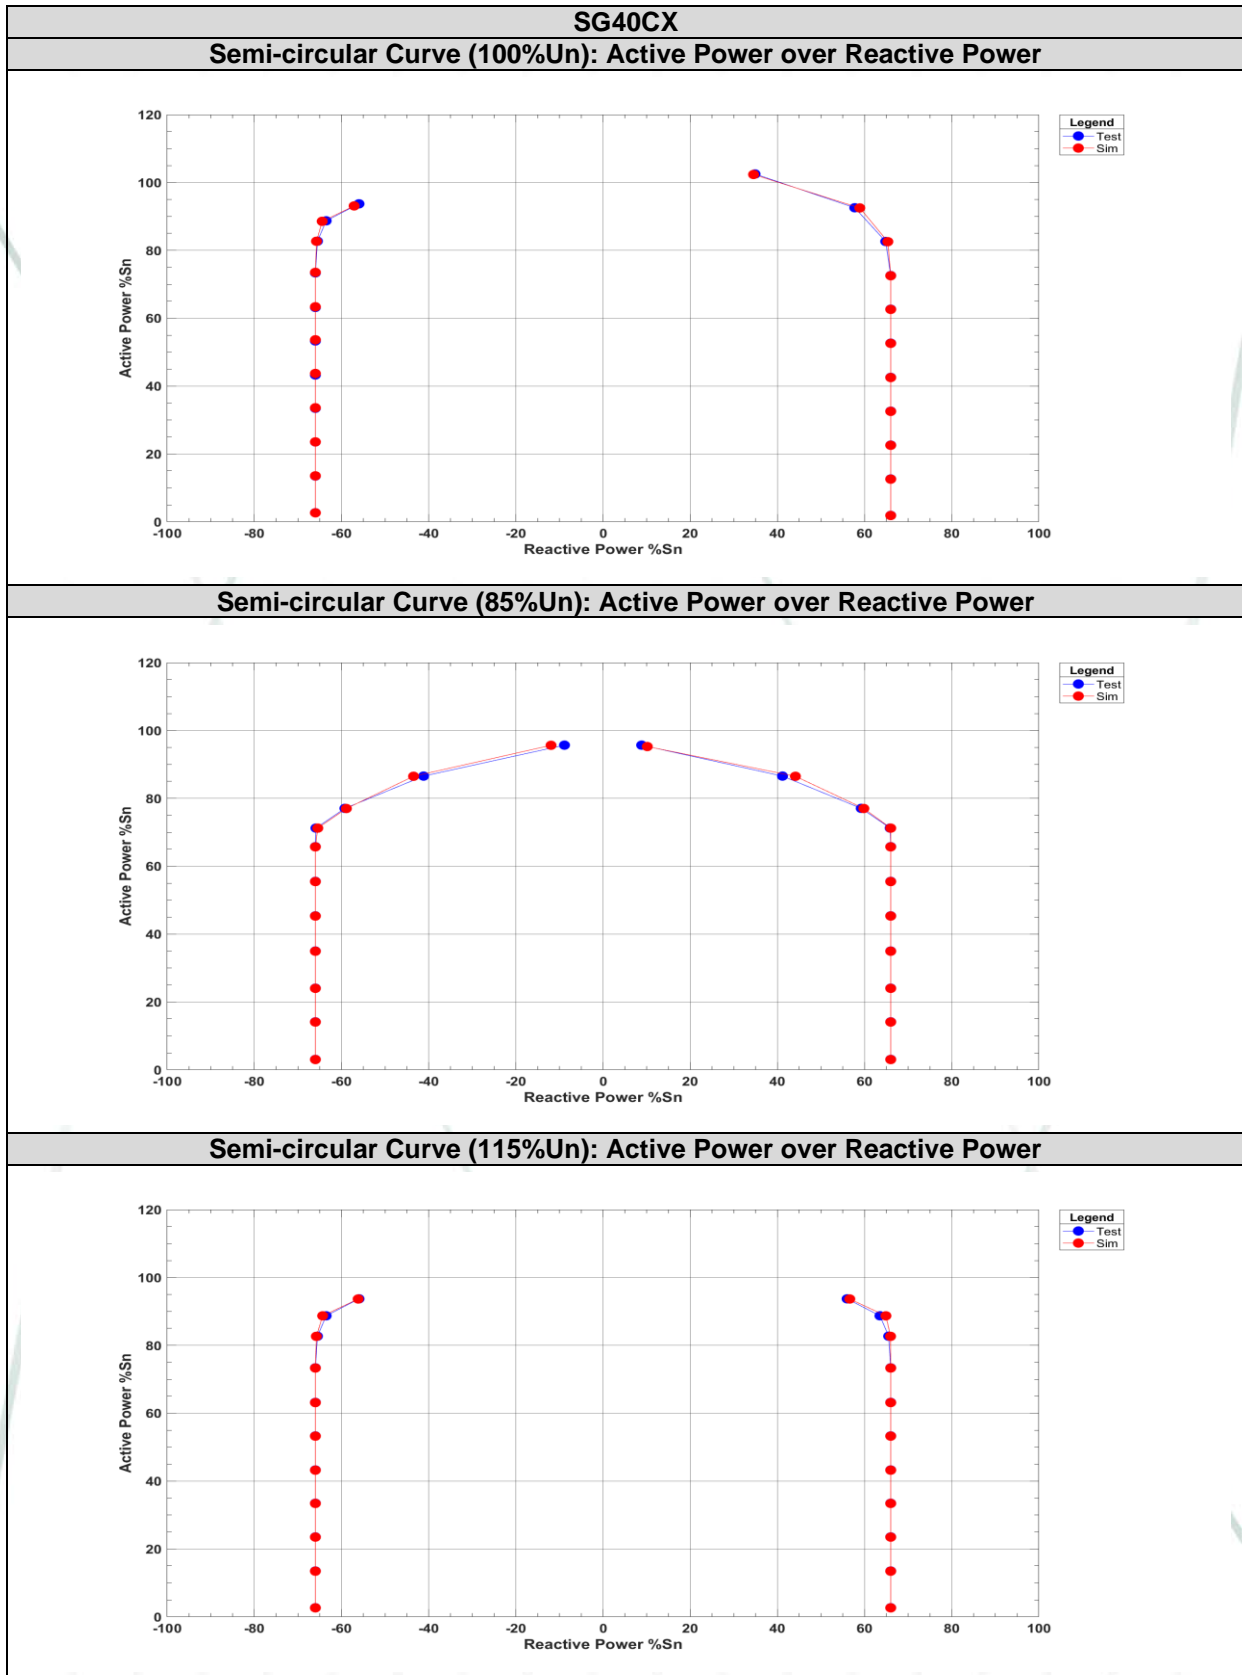 SG40CX
Semi-circular Curve (100%Un): Active Power over Reactive Power
120
100
80
60
40
20
0
Active Power %Sn
-100 -80 -60 -40 -20 0 20 40 60 80 100
Reactive Power %Sn
Legend
Test
Sim
Semi-circular Curve (85%Un): Active Power over Reactive Power
120
100
80
60
40
20
0
Active Power %Sn
-100 -80 -60 -40 -20 0 20 40 60 80 100
Reactive Power %Sn
Legend
Test
Sim
Semi-circular Curve (115%Un): Active Power over Reactive Power
120
100
80
60
40
20
0
Active Power %Sn
-100 -80 -60 -40 -20 0 20 40 60 80 100
Reactive Power %Sn
Legend
Test
Sim